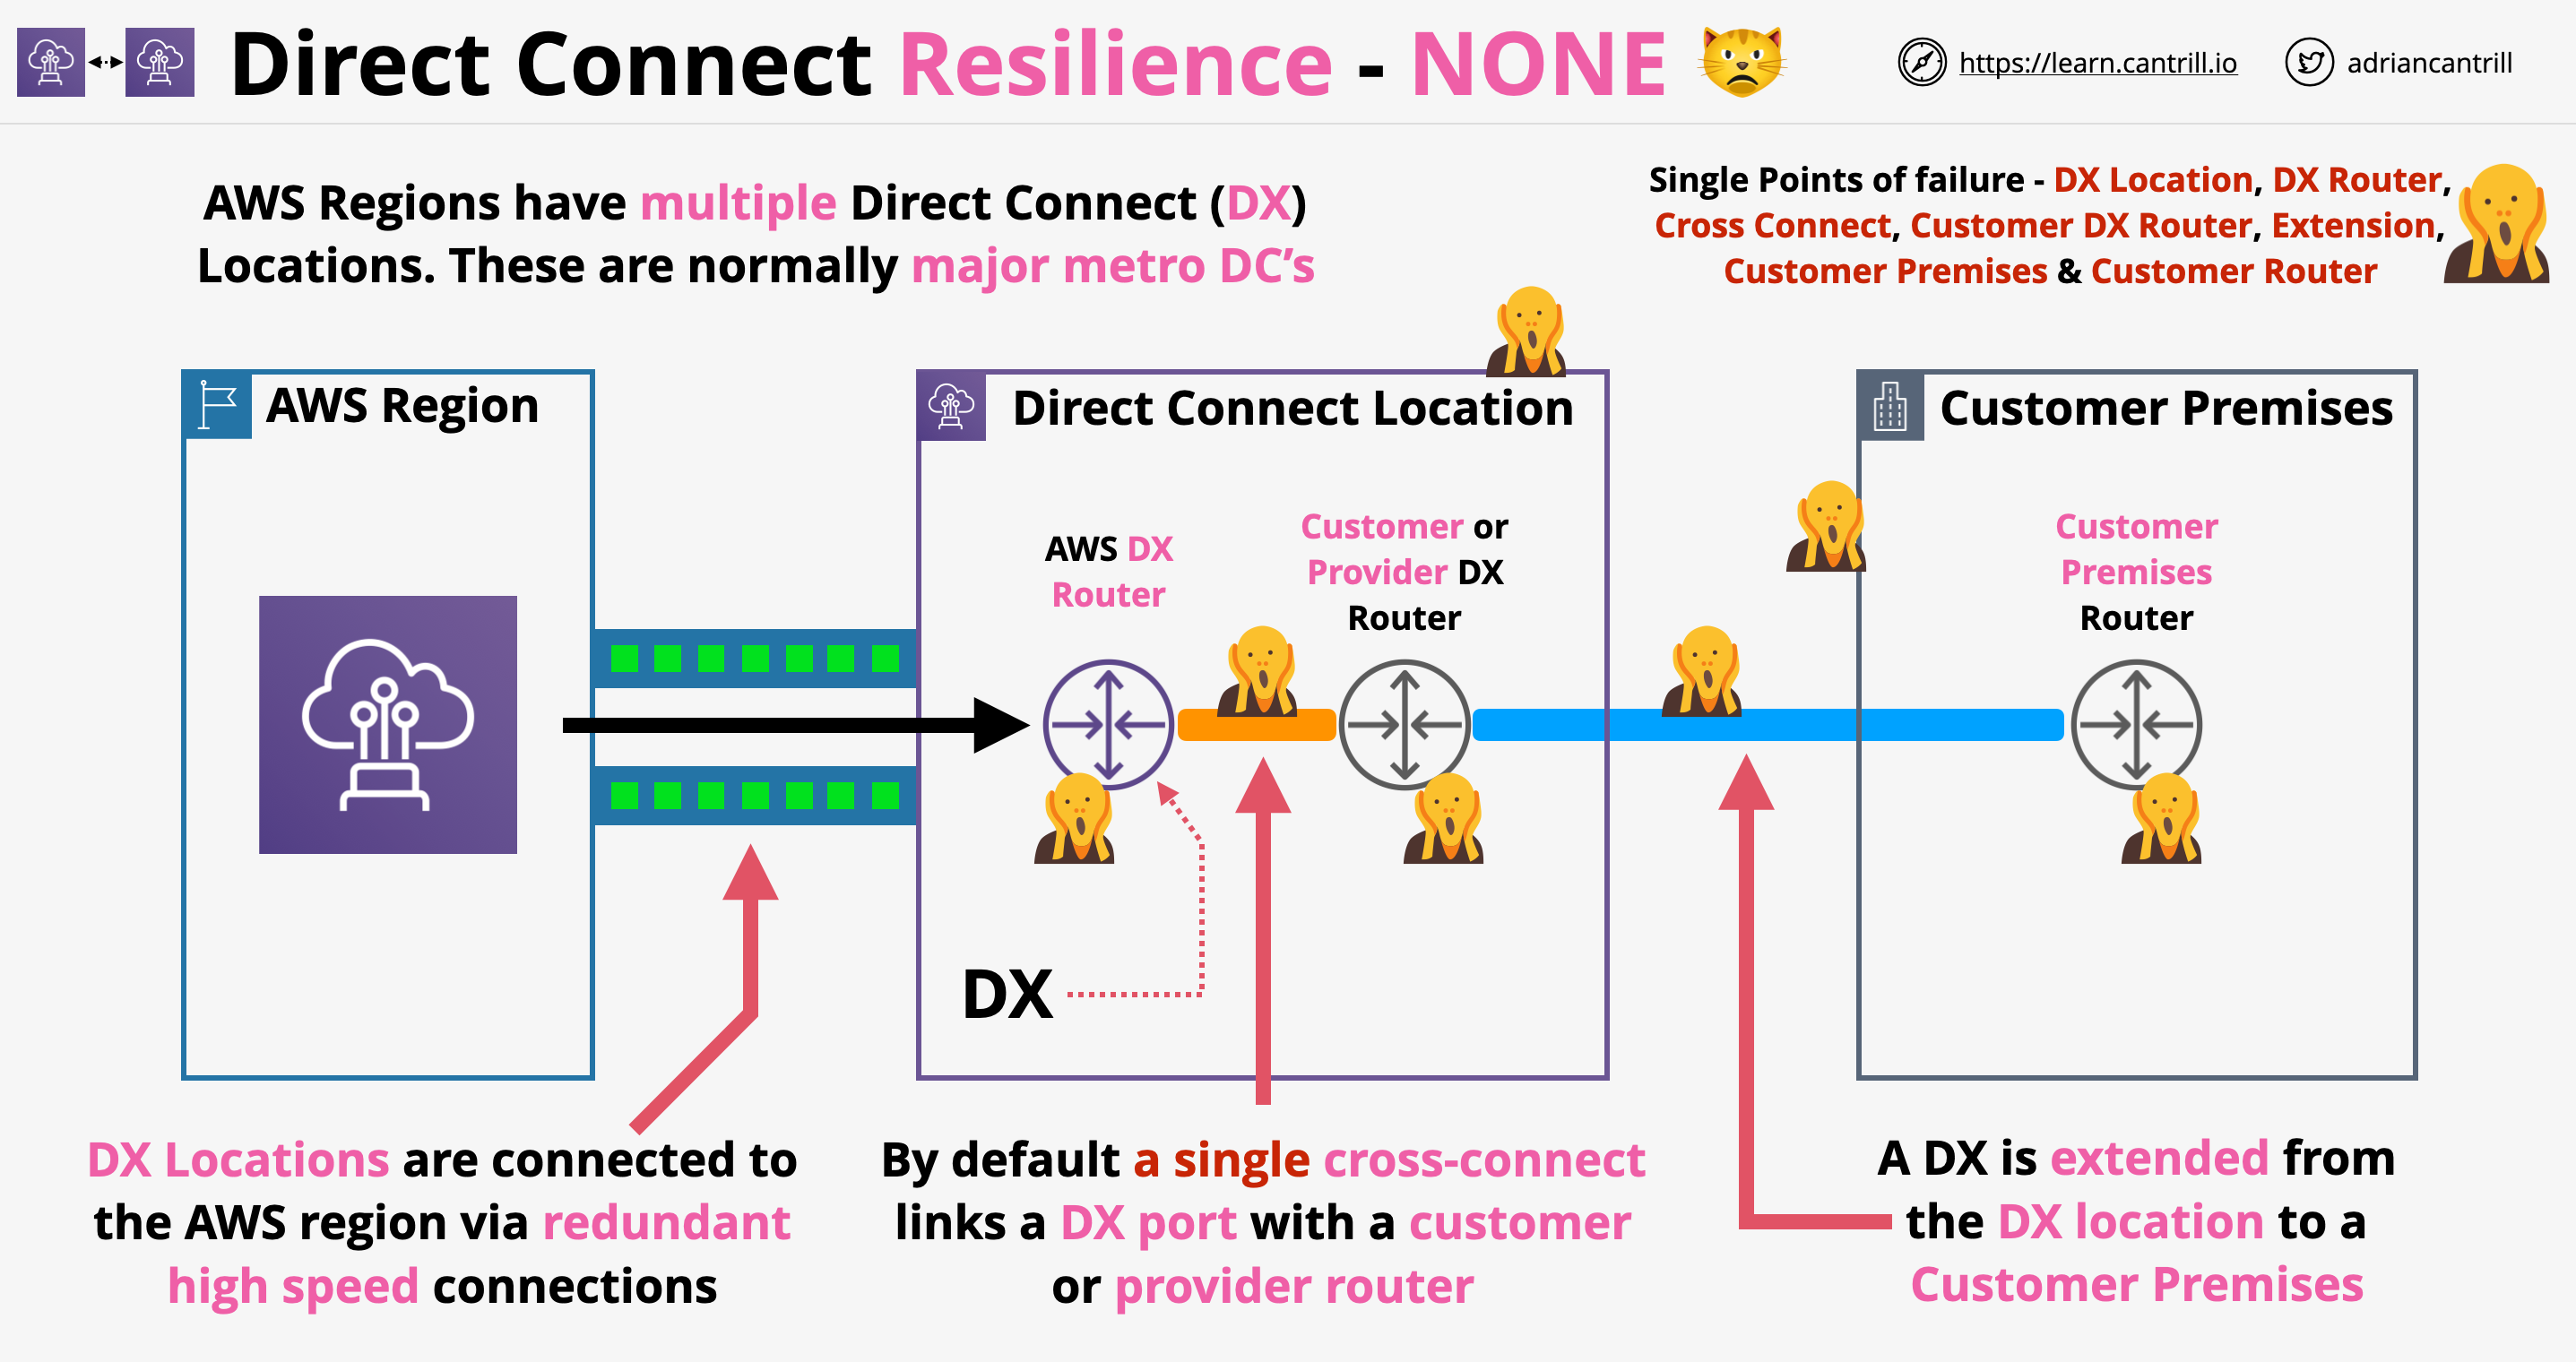 Direct Connect Resilience - NONE
https://learn.cantrill.io
adriancantrill
AWS Regions have multiple Direct Connect (DX)
Locations. These are normally major metro DC’s
Single Points of failure - DX Location, DX Router,
Cross Connect, Customer DX Router, Extension,
Customer Premises & Customer Router
AWS Region
Direct Connect Location
Customer Premises
AWS DX
Router
Customer or
Provider DX
Router
Customer
Premises
Router
DX
DX Locations are connected to
the AWS region via redundant
high speed connections
By default a single cross-connect
links a DX port with a customer
or provider router
A DX is extended from
the DX location to a
Customer Premises